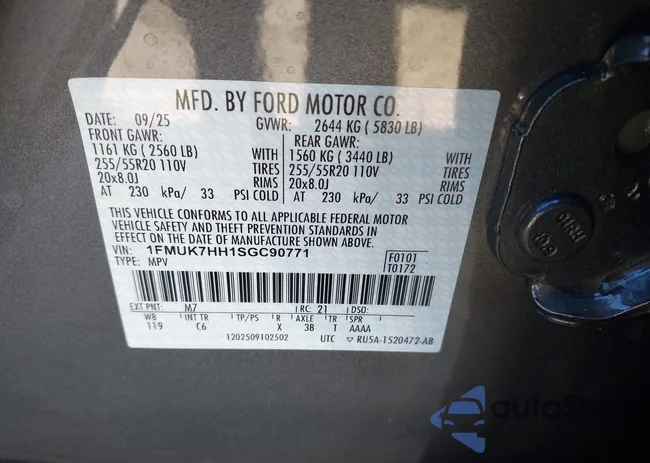 MFD. BY FORD MOTOR CO.
DATE: 09/25 GVWR: 2644 KG ( 5830 LB)
FRONT GAWR: REAR GAWR:
1161 KG ( 2560 LB) WITH 1560 KG ( 3440 LB) WITH
255/55R20 110V TIRES 255/55R20 110V TIRES
20x8.0J RIMS 20x8.0J RIMS
AT 230 kPa/ 33 PSI COLD AT 230 kPa/ 33 PSI COLD
THIS VEHICLE CONFORMS TO ALL APPLICABLE FEDERAL MOTOR
VEHICLE SAFETY AND THEFT PREVENTION STANDARDS IN
EFFECT ON THE DATE OF MANUFACTURE SHOWN ABOVE.
VIN: 1FMUK7HH1SGC90771 F0101
TYPE: MPV T0172
EXT PNT: M7 RC: 21 DSO:
WB INT TR TP/PS R AXLE TR SPR
119 C6 X 3B T AAAA
1202509102502 UTC ▽ RU5A-1520472-AB